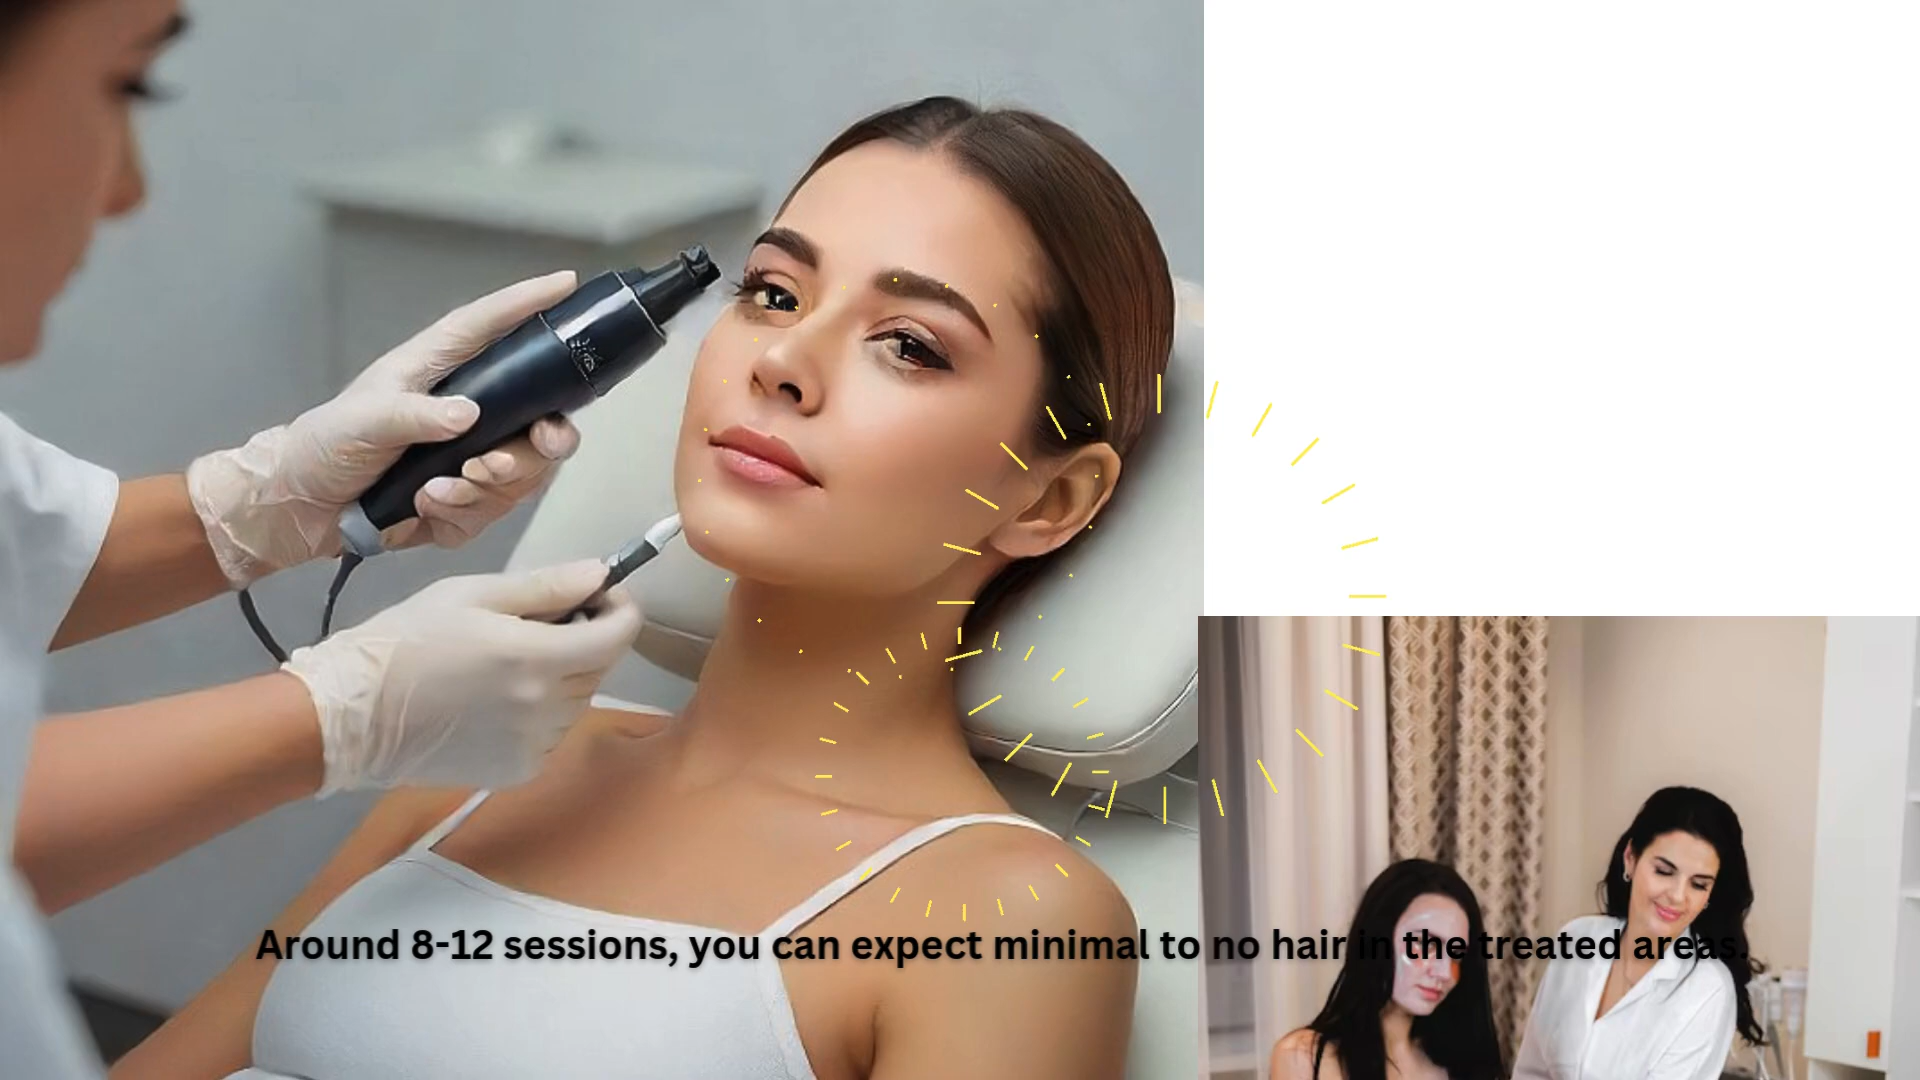 Around 8-12 sessions, you can expect minimal to no hair in the treated areas.